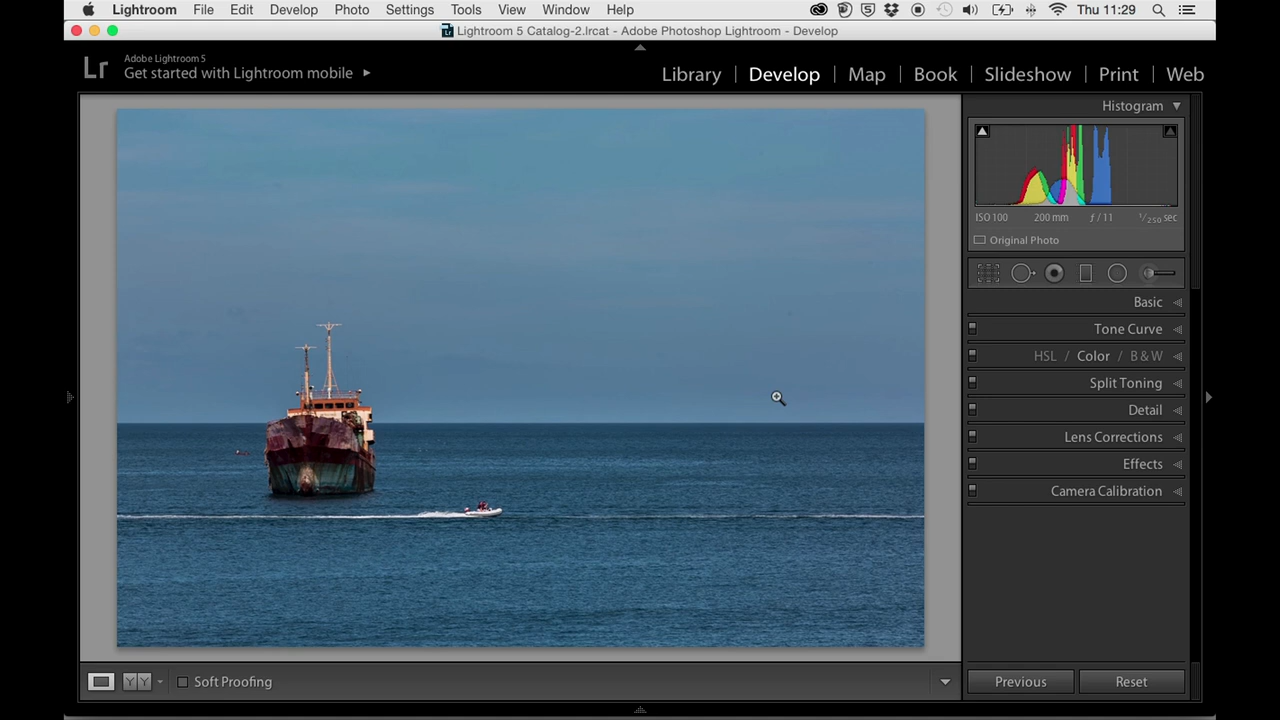 Lightroom File Edit Develop Photo Settings Tools View Window Help Thu 11:29
Lightroom 5 Catalog-2.lrcat - Adobe Photoshop Lightroom - Develop
Lr Adobe Lightroom 5
Get started with Lightroom mobile
Library | Develop | Map | Book | Slideshow | Print | Web
Histogram
ISO 100 200 mm ƒ / 11 1/250 sec
Original Photo
Basic
Tone Curve
HSL / Color / B & W
Split Toning
Detail
Lens Corrections
Effects
Camera Calibration
Y Y Soft Proofing Previous Reset